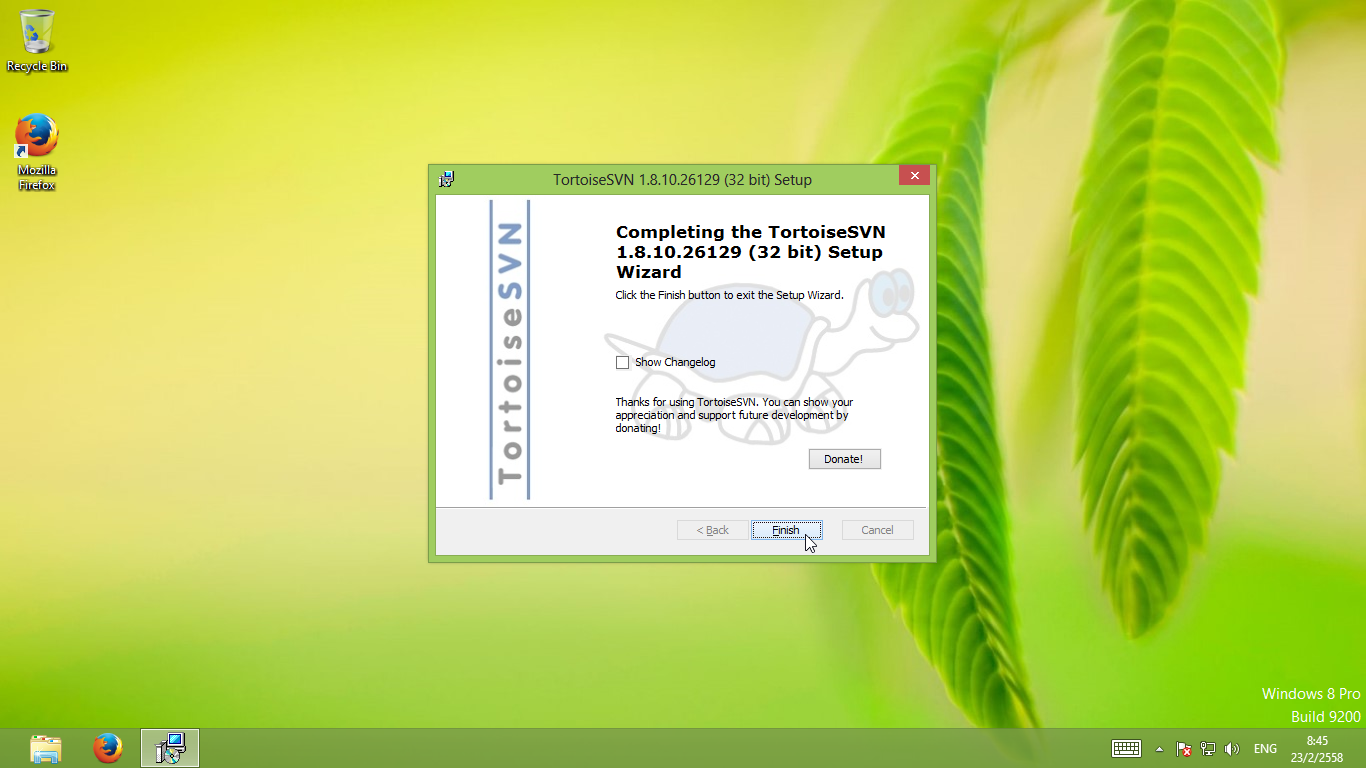 Recycle Bin
Mozilla
Firefox
TortoiseSVN 1.8.10.26129 (32 bit) Setup
TortoiseSVN
Completing the TortoiseSVN
1.8.10.26129 (32 bit) Setup
Wizard
Click the Finish button to exit the Setup Wizard.
Show Changelog
Thanks for using TortoiseSVN. You can show your
appreciation and support future development by
donating!
Donate!
< Back
Finish
Cancel
Windows 8 Pro
Build 9200
ENG
8:45
23/2/2558